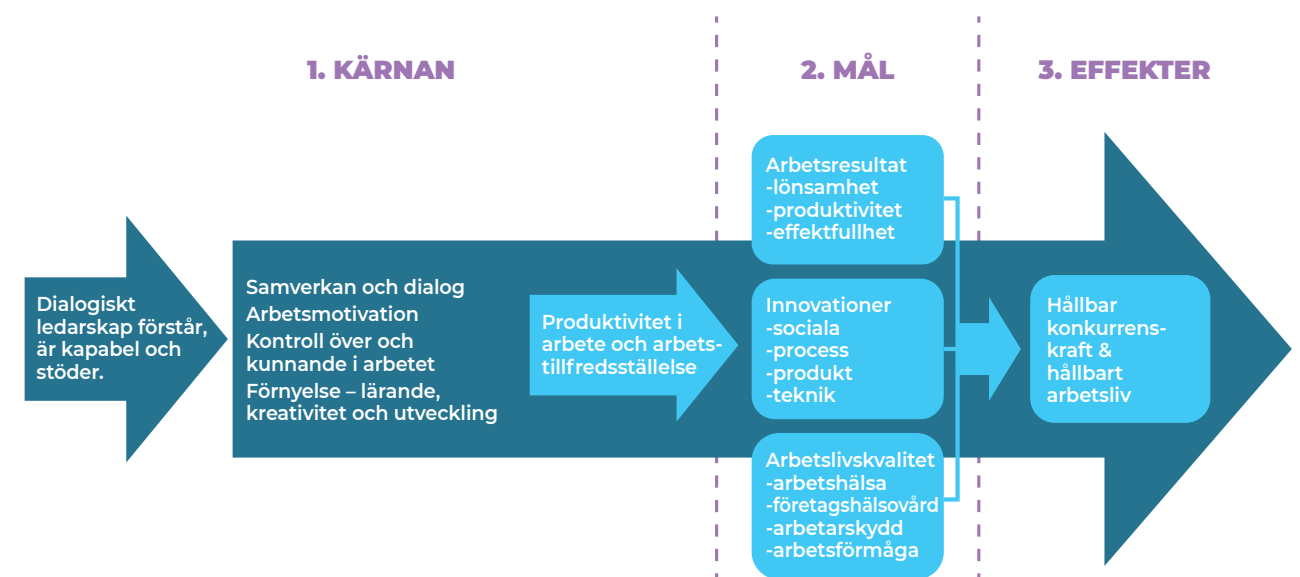 1. KÄRNAN
2. MÅL
3. EFFEKTER
Dialogiskt
ledarskap förstår,
är kapabel och
stöder.
Samverkan och dialog
Arbetsmotivation
Kontroll över och
kunnande i arbetet
Förnyelse – lärande,
kreativitet och utveckling
Produktivitet i
arbete och arbets-
tillfredsställelse
Arbetsresultat
-lönsamhet
-produktivitet
-effektfullhet
Innovationer
-sociala
-process
-produkt
-teknik
Arbetslivskvalitet
-arbetshälsa
-företagshälsovård
-arbetarskydd
-arbetsförmåga
Hållbar
konkurrens-
kraft &
hållbart
arbetsliv